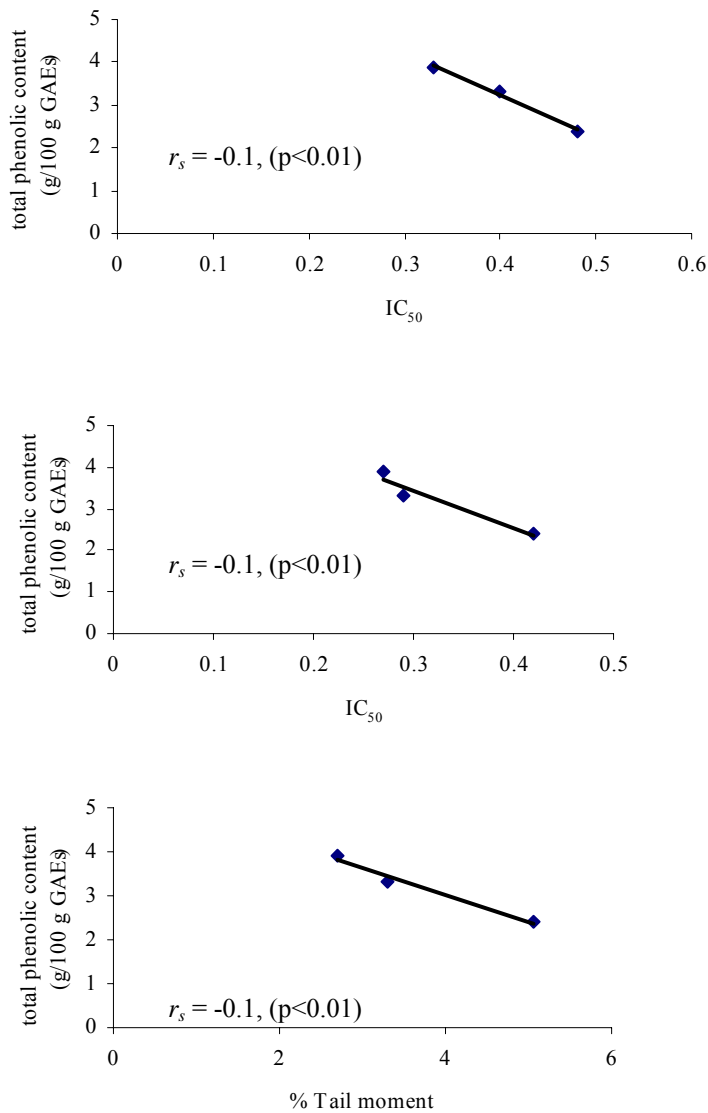 total phenolic content
(g/100 g GAEs)
5
4
3
2
1
0
r_s = -0.1, (p<0.01)
0 0.1 0.2 0.3 0.4 0.5 0.6
IC50
total phenolic content
(g/100 g GAEs)
5
4
3
2
1
0
r_s = -0.1, (p<0.01)
0 0.1 0.2 0.3 0.4 0.5
IC50
total phenolic content
(g/100 g GAEs)
5
4
3
2
1
0
r_s = -0.1, (p<0.01)
0 2 4 6
% Tail moment